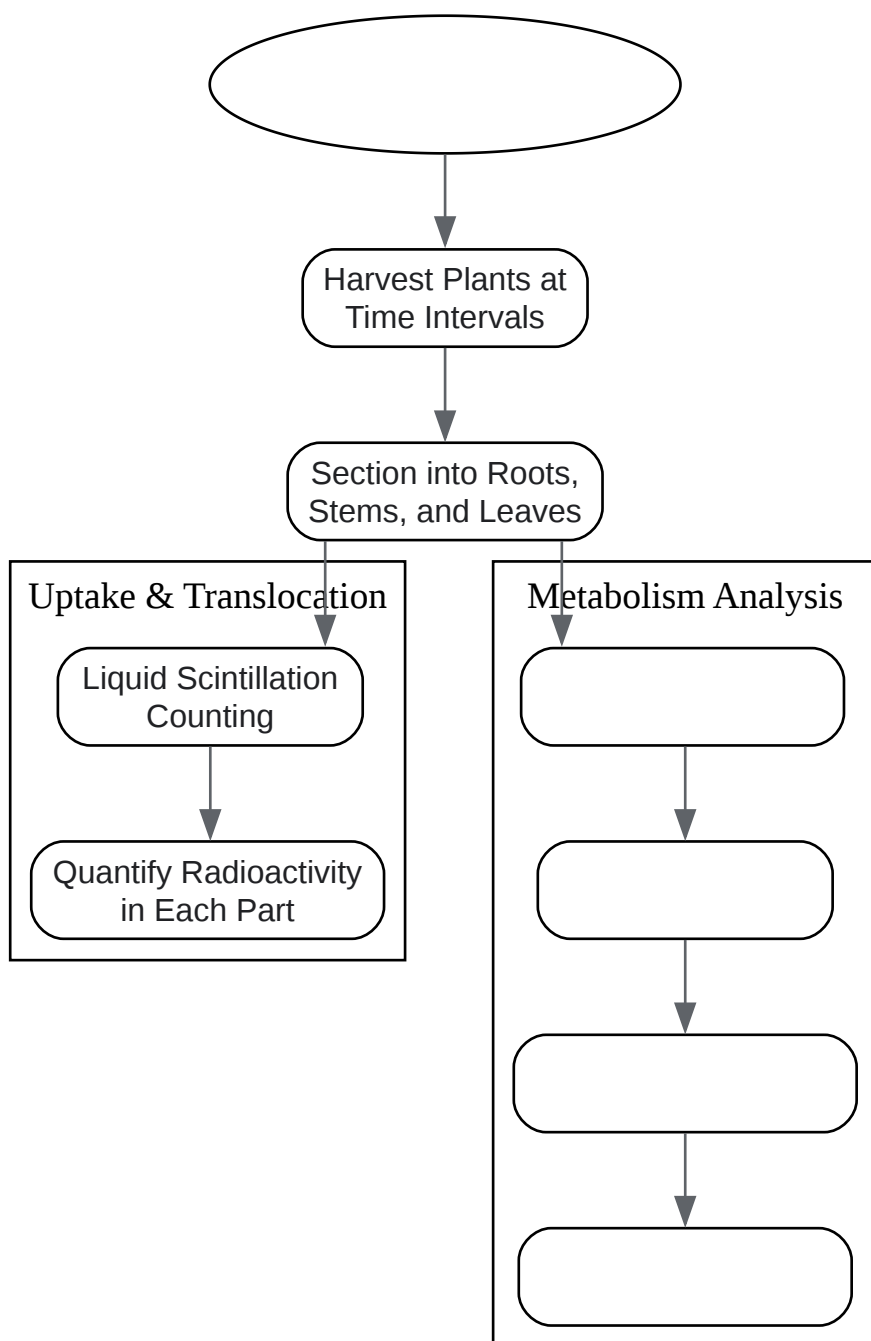 Harvest Plants at
Time Intervals
Section into Roots,
Stems, and Leaves
Uptake & Translocation
Liquid Scintillation
Counting
Quantify Radioactivity
in Each Part
Metabolism Analysis